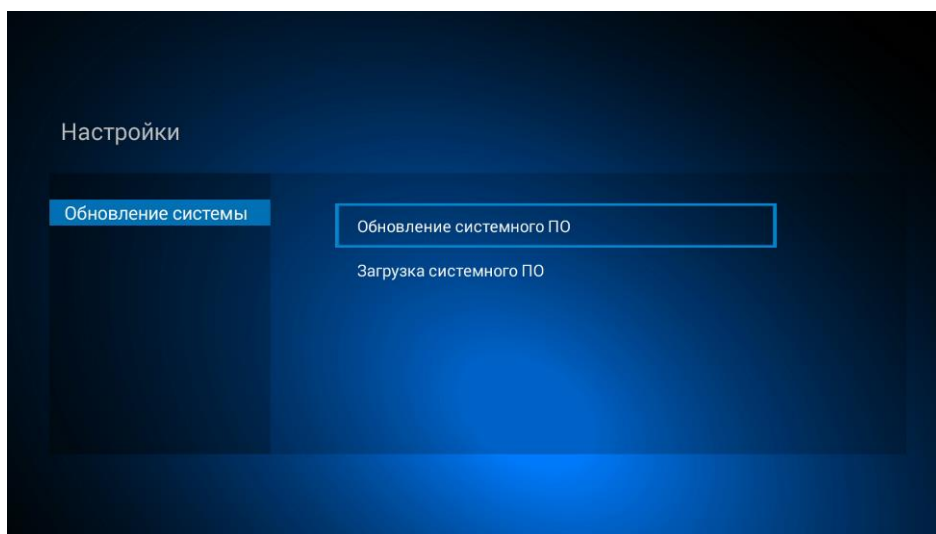 Настройки
Обновление системы
Обновление системного ПО
Загрузка системного ПО